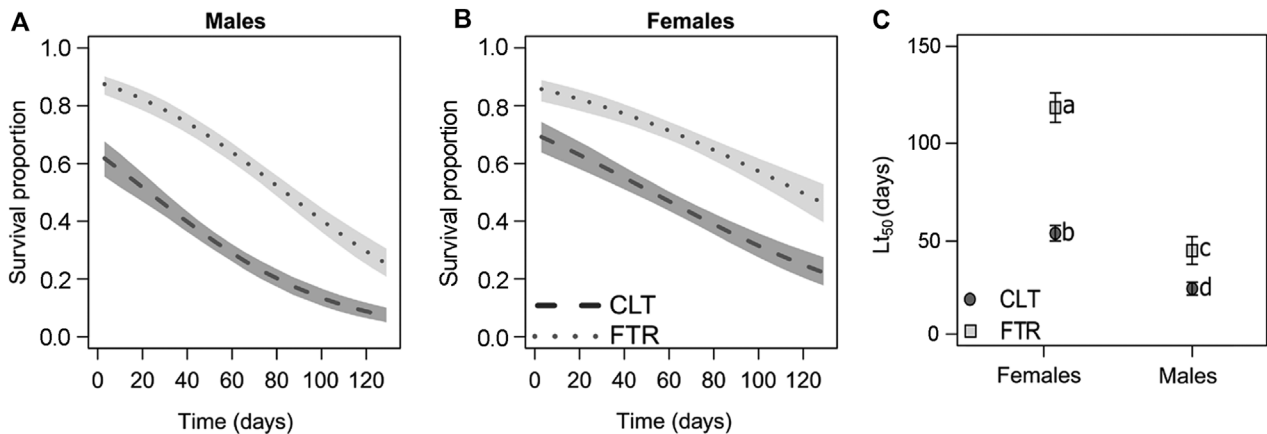 A
Males
Survival proportion
1.0
0.8
0.6
0.4
0.2
0.0
0 20 40 60 80 100 120
Time (days)
B
Females
Survival proportion
1.0
0.8
0.6
0.4
0.2
0.0
CLT
FTR
0 20 40 60 80 100 120
Time (days)
C
Lt50 (days)
150
100
50
0
a
b
c
d
CLT
FTR
Females Males